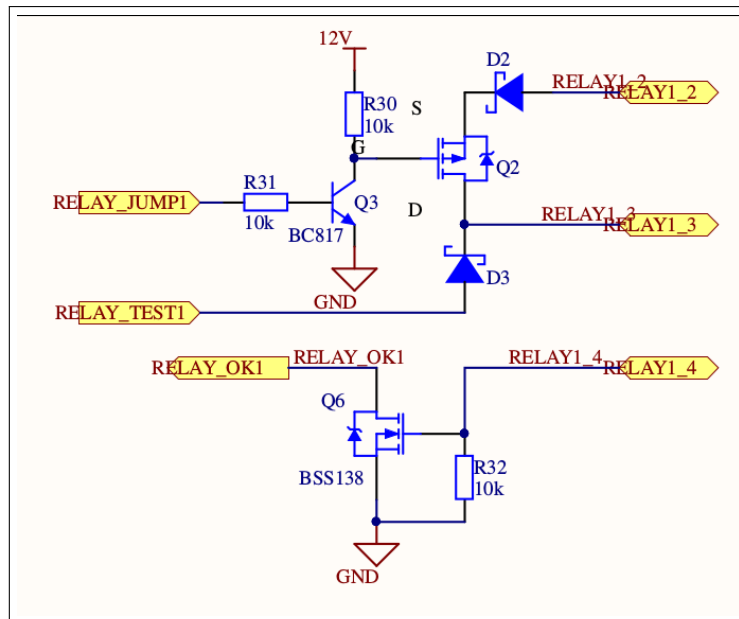 12V
D2
RELAY1_2
RELAY1_2
R30
10k
S
G
Q2
R31
10k
RELAY_JUMP1
Q3
BC817
D
RELAY1_3
RELAY1_3
D3
GND
RELAY_TEST1
RELAY_OK1
RELAY_OK1
RELAY1_4
RELAY1_4
Q6
BSS138
R32
10k
GND